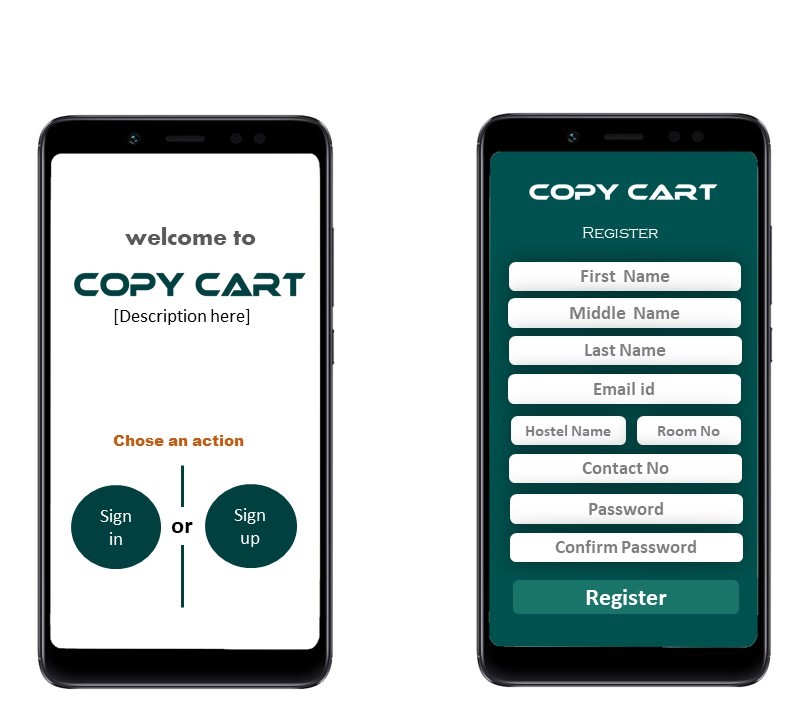 welcome to
COPY CART
[Description here]
Chose an action
Sign
in
or
Sign
up
COPY CART
Register
First Name
Middle Name
Last Name
Email id
Hostel Name
Room No
Contact No
Password
Confirm Password
Register